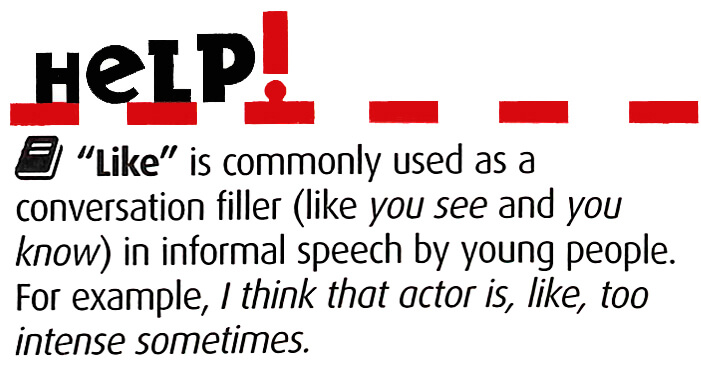 HeLP!
“Like” is commonly used as a
conversation filler (like you see and you
know) in informal speech by young people.
For example, I think that actor is, like, too
intense sometimes.